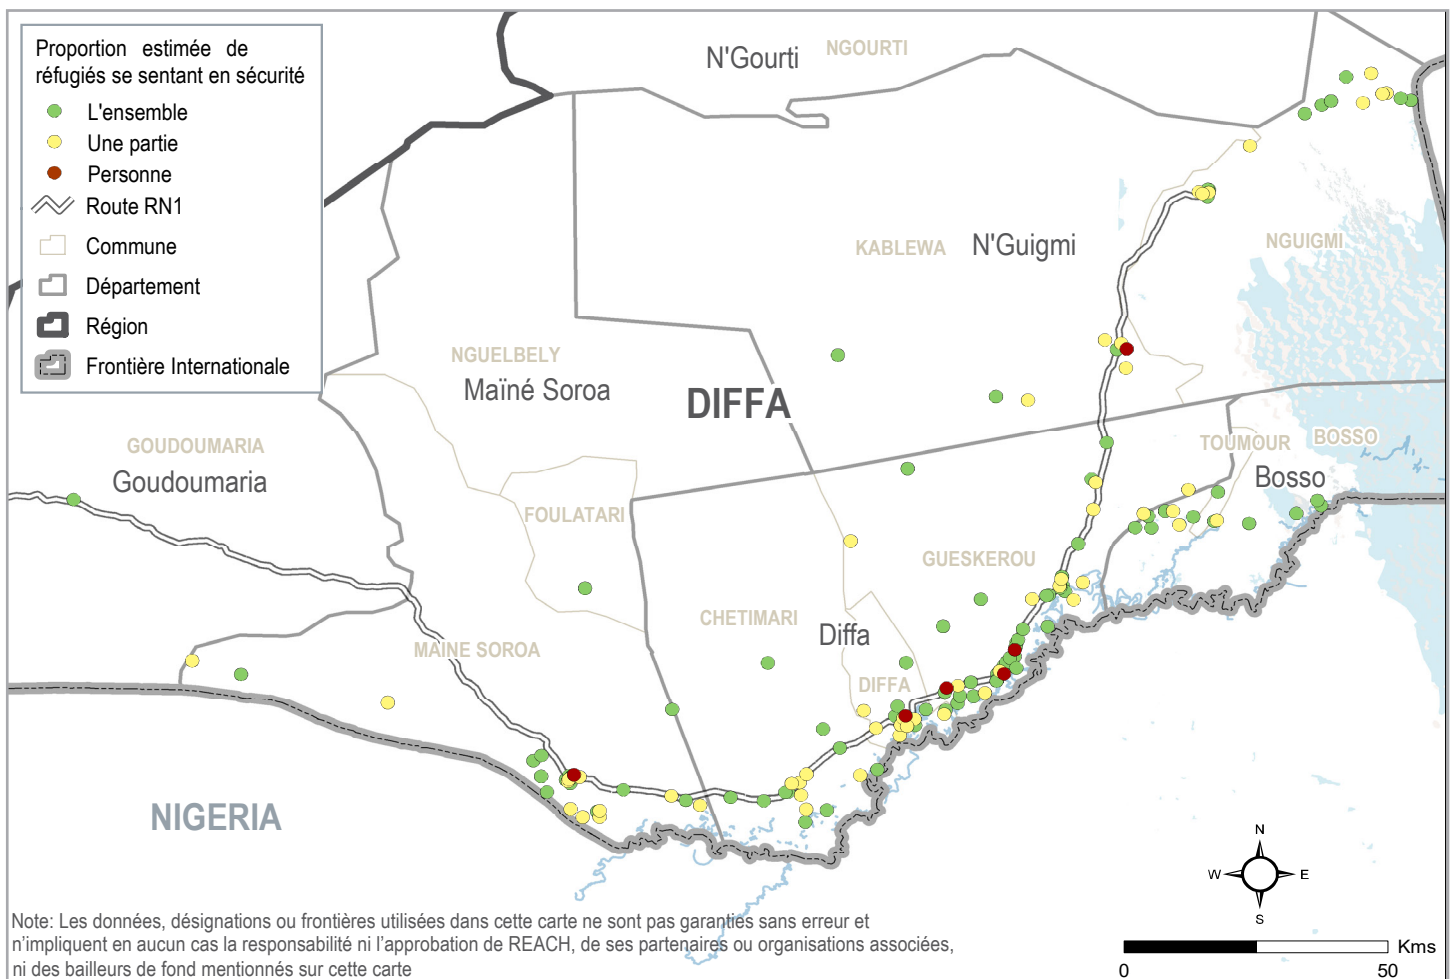 Proportion estimée de
réfugiés se sentant en sécurité
L'ensemble
Une partie
Personne
Route RN1
Commune
Département
Région
Frontière Internationale
N'Gourti
NGOURTI
KABLEWA
N'Guigmi
NGUIGMI
NGUELBELY
Maïné Soroa
DIFFA
GOUDOUMARIA
Goudoumaria
FOULATARI
TOUMOUR
BOSSO
Bosso
GUESKEROU
CHETIMARI
Diffa
MAINE SOROA
DIFFA
NIGERIA
N
W
E
S
Note: Les données, désignations ou frontières utilisées dans cette carte ne sont pas garanties sans erreur et
n'impliquent en aucun cas la responsabilité ni l'approbation de REACH, de ses partenaires ou organisations associées,
ni des bailleurs de fond mentionnés sur cette carte
Kms
0 50